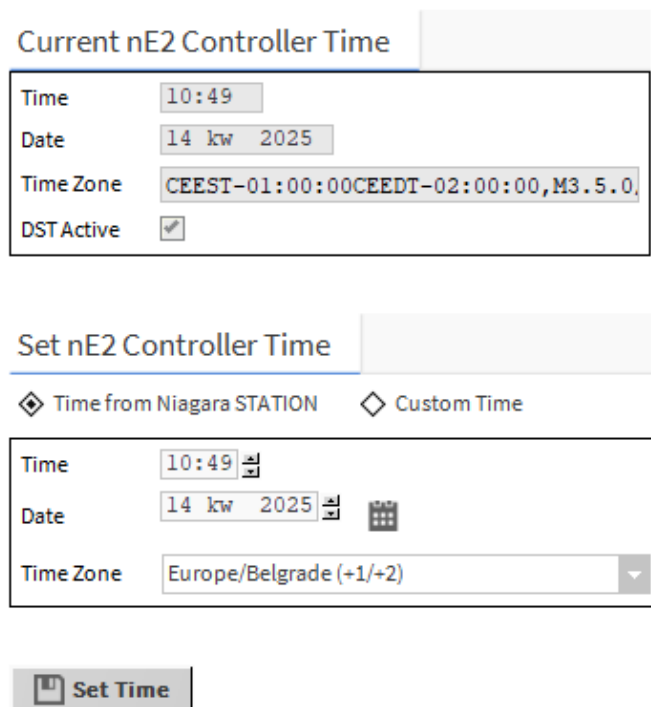 Current nE2 Controller Time
Time 10:49
Date 14 kw 2025
Time Zone CEEST-01:00:00CEEDT-02:00:00,M3.5.0,
DST Active
Set nE2 Controller Time
Time from Niagara STATION Custom Time
Time 10:49
Date 14 kw 2025
Time Zone Europe/Belgrade (+1/+2)
Set Time